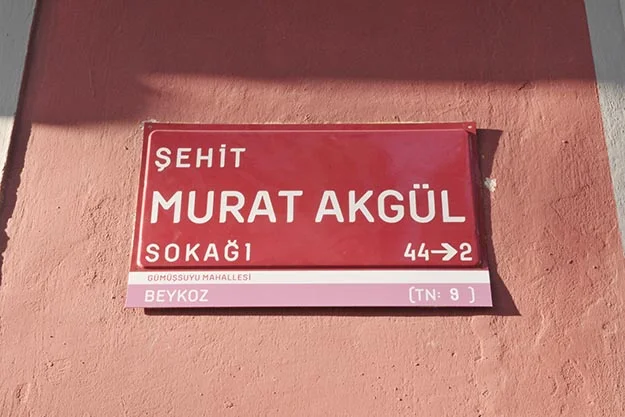 ŞEHİT
MURAT AKGÜL
SOKAĞI 44→2
GÜMÜŞSUYU MAHALLESİ
BEYKOZ (TN: 9 )